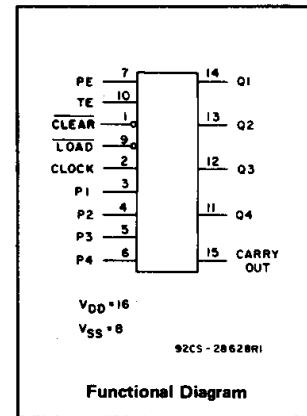 PE 7 14 Q1
TE 10
CLEAR 1 13 Q2
LOAD 9
CLOCK 2 12 Q3
P1 3
P2 4 11 Q4
P3 5
P4 6 15 CARRY OUT
VDD = 16
VSS = 8
92CS-28628R1
Functional Diagram